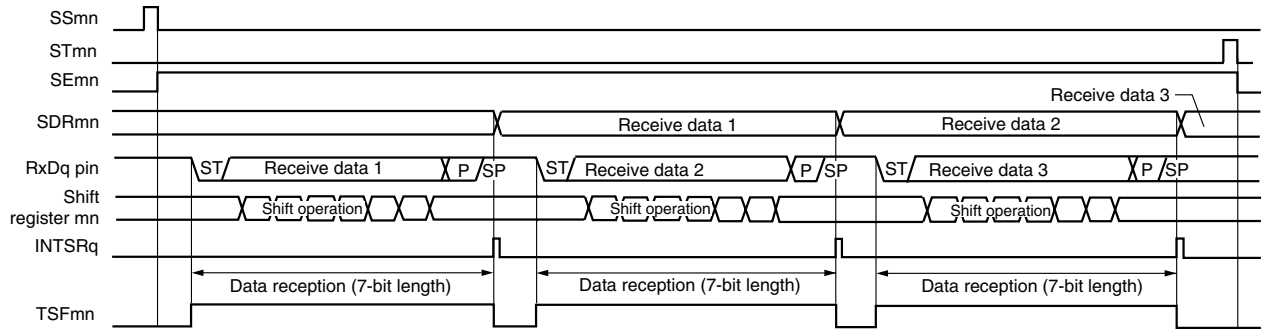 SSmn
STmn
SEmn
Receive data 3
SDRmn Receive data 1 Receive data 2
RxDq pin ST Receive data 1 P SP ST Receive data 2 P SP ST Receive data 3 P SP
Shift
register mn Shift operation Shift operation Shift operation
INTSRq
Data reception (7-bit length) Data reception (7-bit length) Data reception (7-bit length)
TSFmn